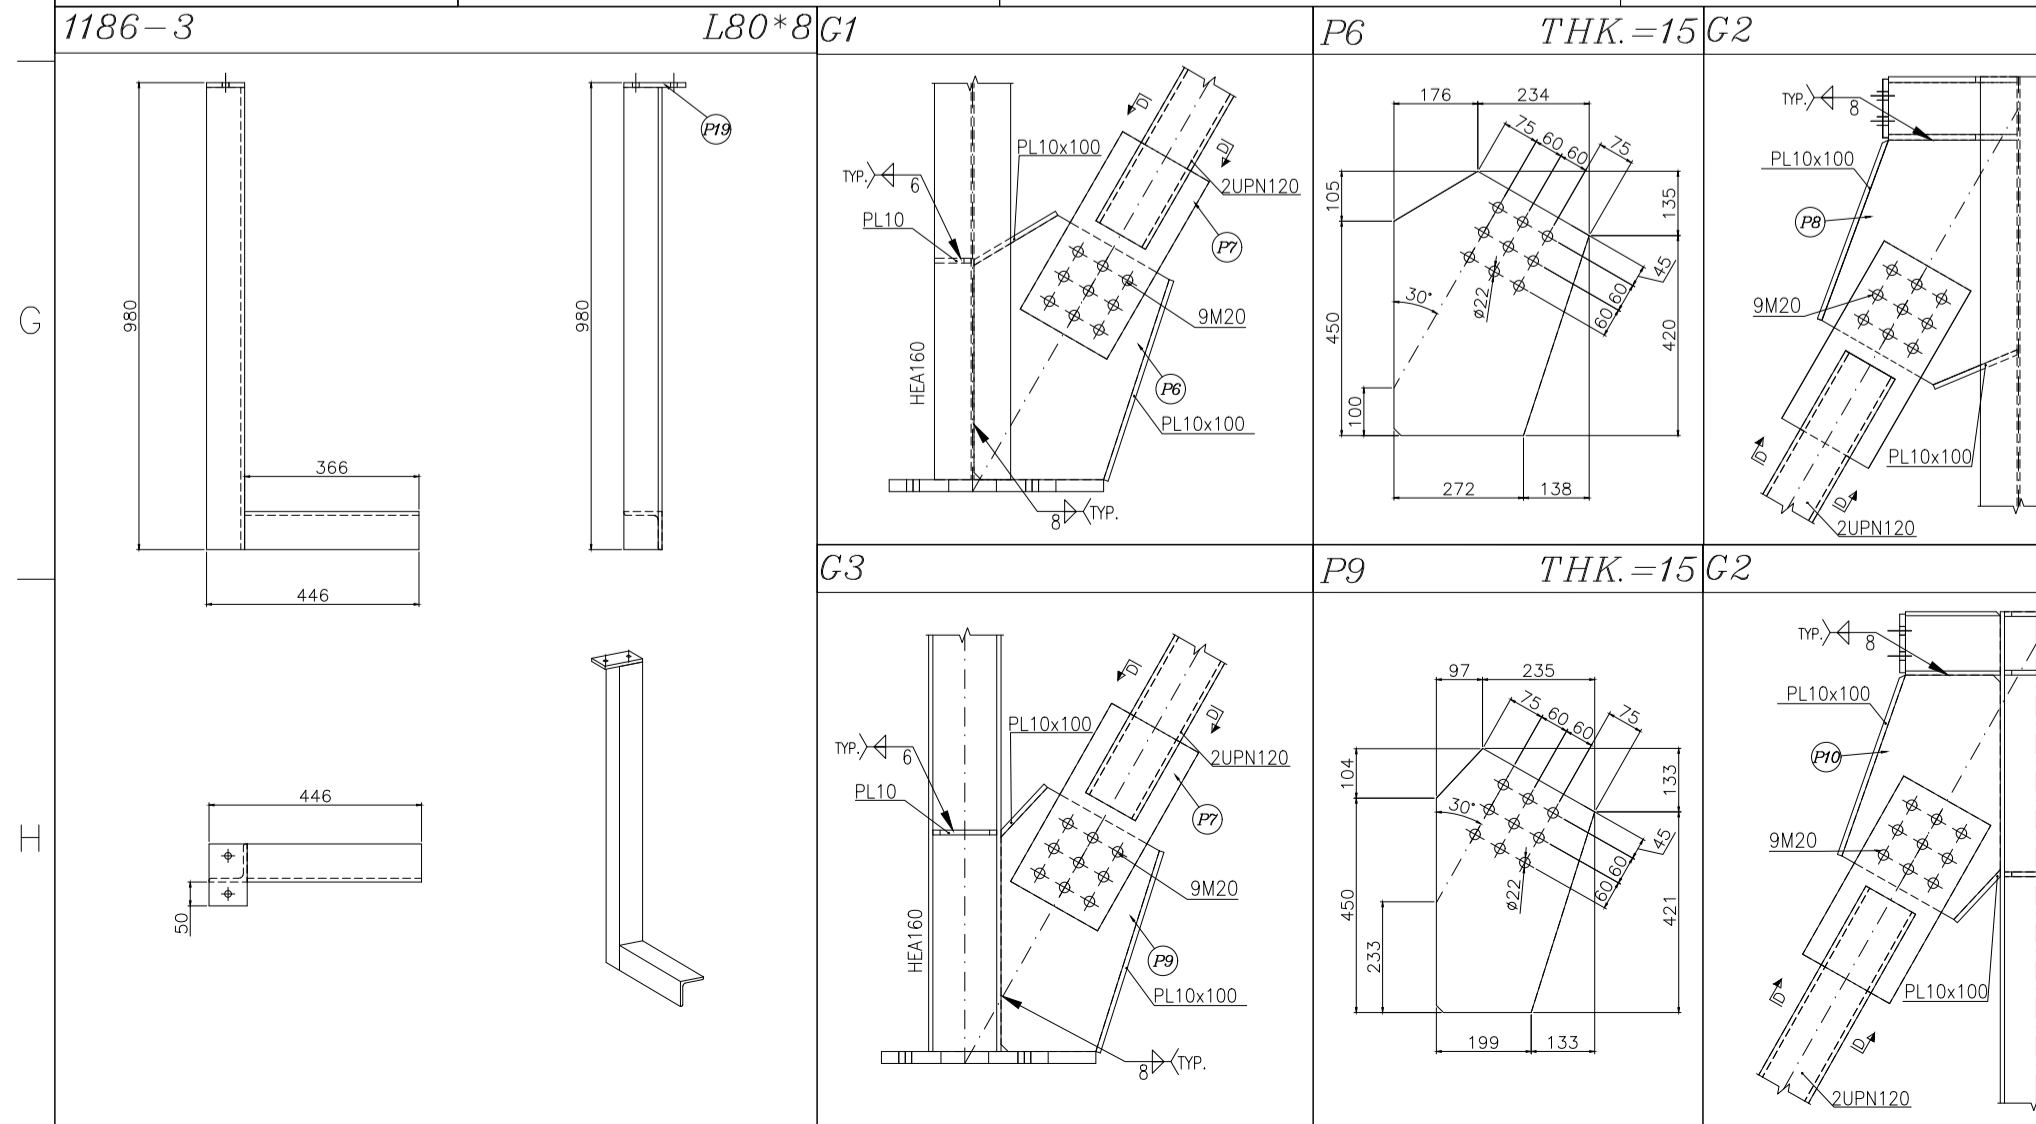 1186-3 L80*8
980
980
P19
366
446
446
50
G
H
G1
TYP. 6
PL10
PL10x100
2UPN120
P7
9M20
HEA160
P6
PL10x100
8 TYP.
D
D
P6 THK.=15
176 234
75 60 60 75
105
135
30°
ø22
45
60
60
450
420
100
272 138
G2
TYP. 8
PL10x100
P8
9M20
PL10x100
D
D
2UPN120
G3
TYP. 6
PL10
PL10x100
2UPN120
P7
9M20
HEA160
P9
PL10x100
8 TYP.
D
D
P9 THK.=15
97 235
75 60 60 75
104
133
30°
ø22
45
60
60
450
421
233
199 133
G2
TYP. 8
PL10x100
P10
9M20
PL10x100
D
D
2UPN120